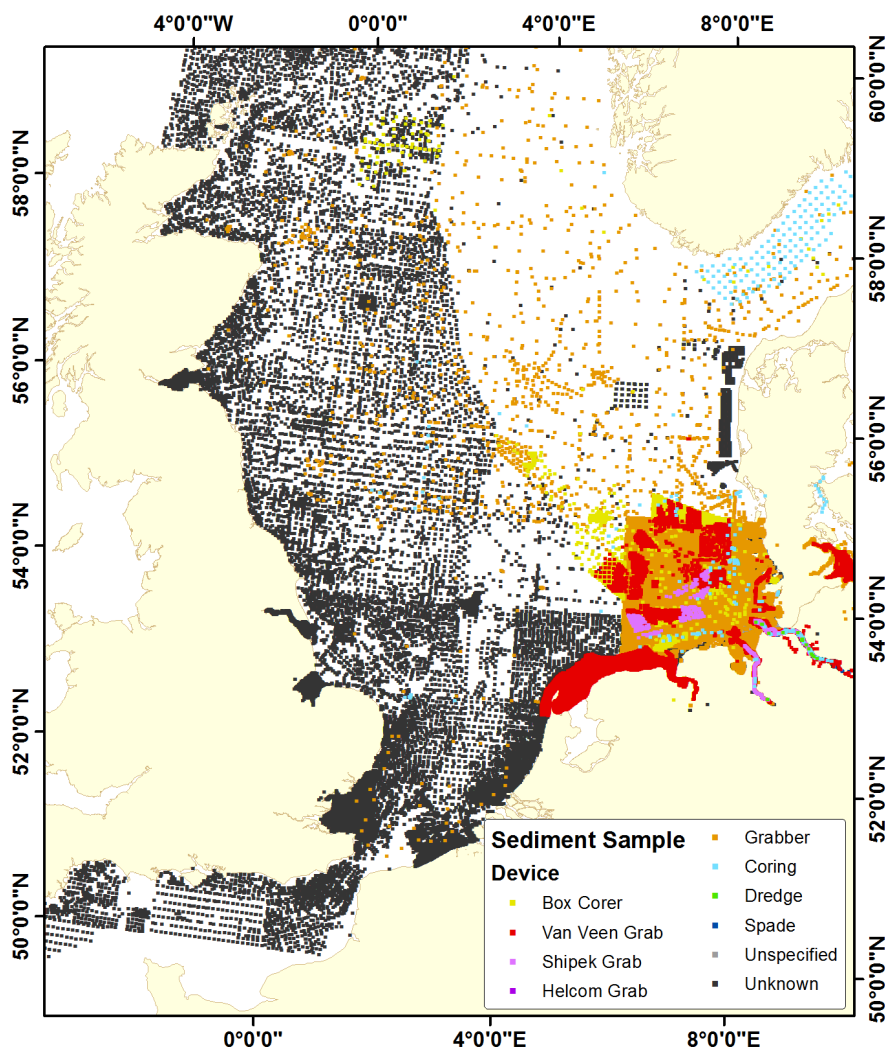 4°0'0"W 0°0'0" 4°0'0"E 8°0'0"E
60°0'0"N
58°0'0"N
58°0'0"N
56°0'0"N
56°0'0"N
54°0'0"N
54°0'0"N
52°0'0"N
52°0'0"N
50°0'0"N
50°0'0"N
Sediment Sample
Device
Box Corer
Van Veen Grab
Shipek Grab
Helcom Grab
Grabber
Coring
Dredge
Spade
Unspecified
Unknown
0°0'0" 4°0'0"E 8°0'0"E